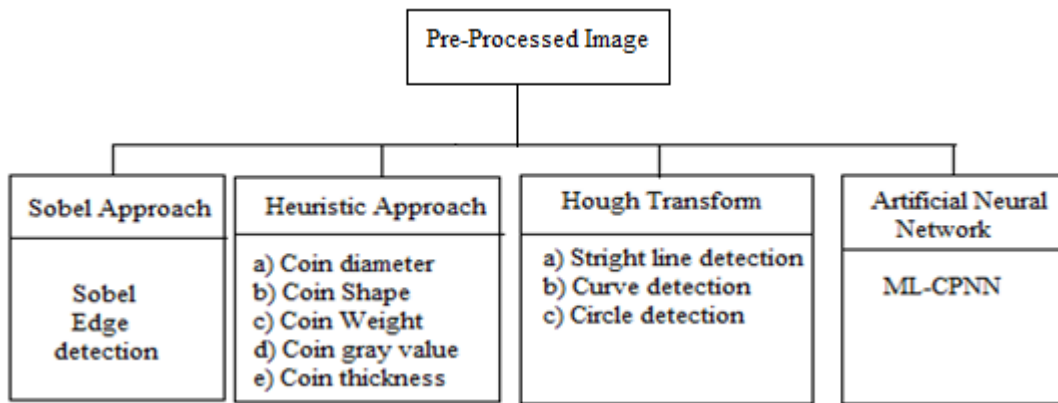 Pre-Processed Image
Sobel Approach
Sobel
Edge
detection
Heuristic Approach
a) Coin diameter
b) Coin Shape
c) Coin Weight
d) Coin gray value
e) Coin thickness
Hough Transform
a) Stright line detection
b) Curve detection
c) Circle detection
Artificial Neural
Network
ML-CPNN